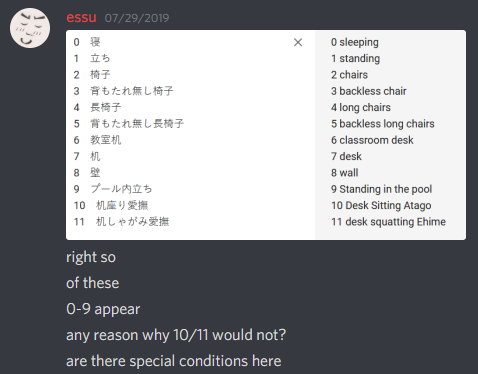 essu 07/29/2019
0 寝 0 sleeping
1 立ち 1 standing
2 椅子 2 chairs
3 背もたれ無し椅子 3 backless chair
4 長椅子 4 long chairs
5 背もたれ無し長椅子 5 backless long chairs
6 教室机 6 classroom desk
7 机 7 desk
8 壁 8 wall
9 プール内立ち 9 Standing in the pool
10 机座り愛撫 10 Desk Sitting Atago
11 机しゃがみ愛撫 11 desk squatting Ehime
right so
of these
0-9 appear
any reason why 10/11 would not?
are there special conditions here